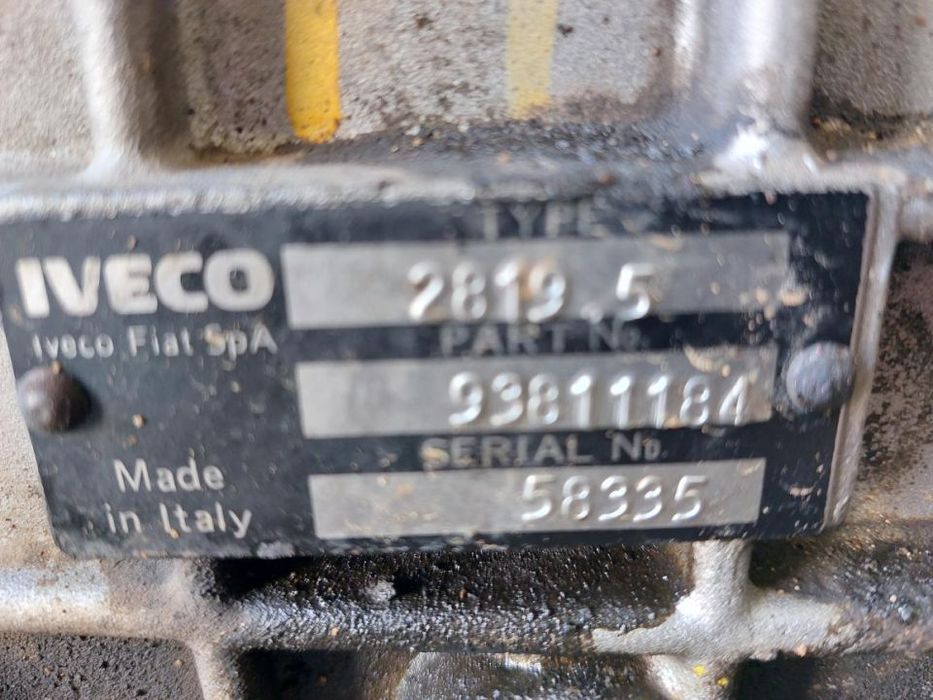 TYPE
IVECO 2819.5
Iveco Fiat SpA
PART No.
93811184
SERIAL No
Made
in Italy
58335